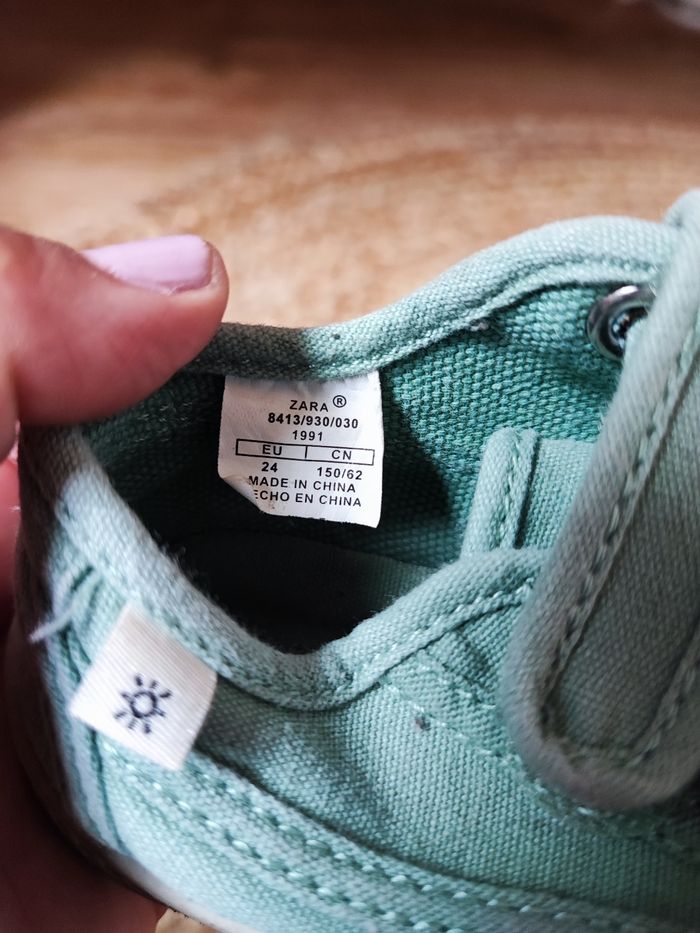 ZARA®
8413/930/030
1991
EU CN
24 150/62
MADE IN CHINA
ECHO EN CHINA